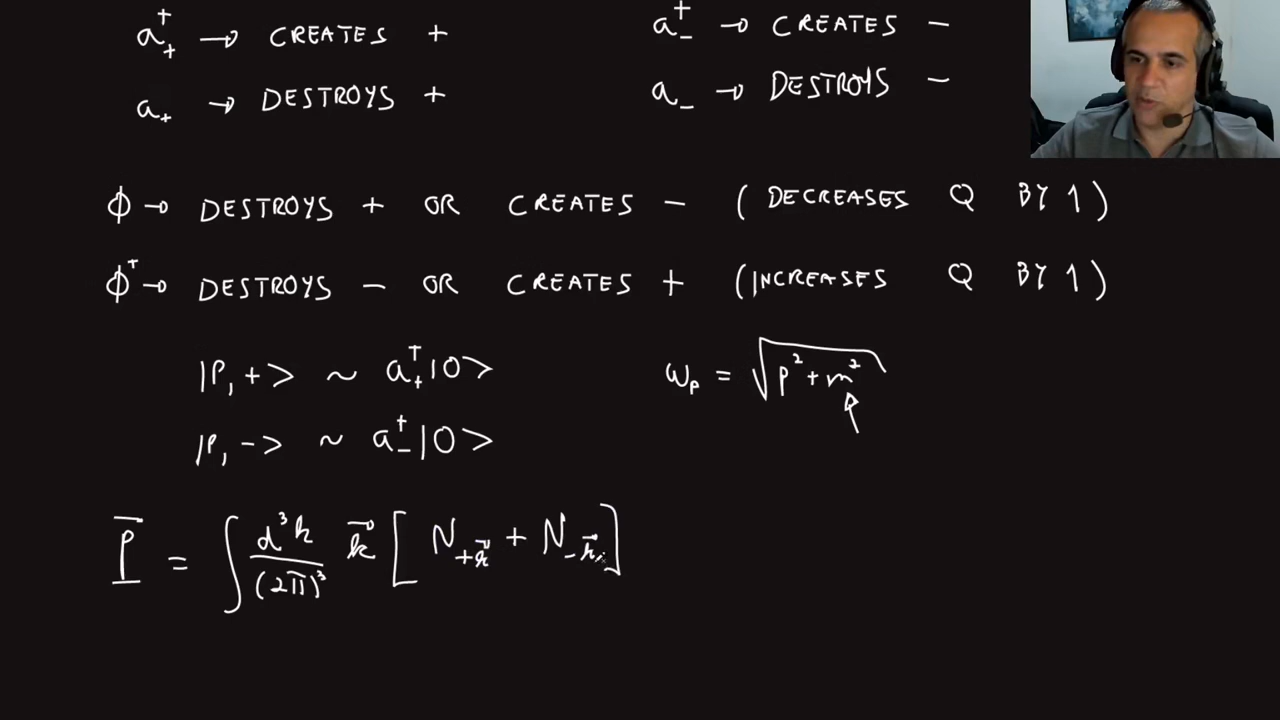 a₊† → CREATES + a₋† → CREATES −
a₊ → DESTROYS + a₋ → DESTROYS −
ϕ → DESTROYS + OR CREATES − (DECREASES Q BY 1)
ϕ† → DESTROYS − OR CREATES + (INCREASES Q BY 1)
|P, +> ~ a₊†|0> ωₚ = √(p² + m²)
|P, −> ~ a₋†|0>
P⃗ = ∫ d³k/(2π)³ k⃗ [ N₊ₖ⃗ + N₋ₖ⃗ ]